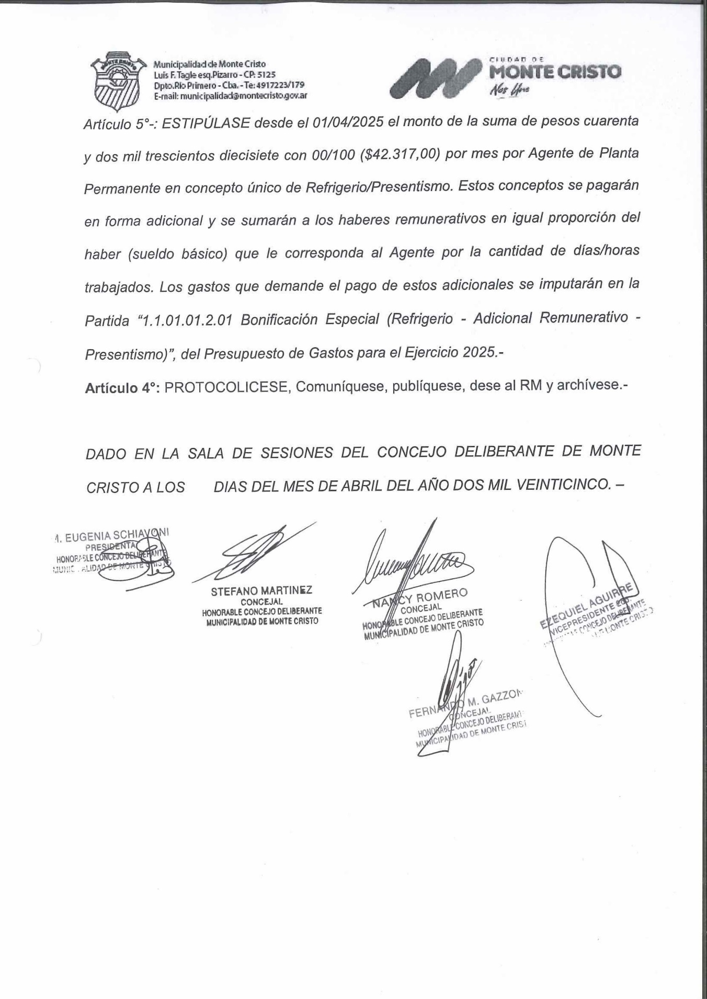 Municipalidad de Monte Cristo
Luis F. Tagle esq.Pizarro - CP: 5125
Dpto.Río Primero - Cba. - Te: 4917223/179
E-mail: municipalidad@montecristo.gov.ar
CIUDAD DE
MONTE CRISTO
Nos Une
Artículo 5°-: ESTIPÚLASE desde el 01/04/2025 el monto de la suma de pesos cuarenta
y dos mil trescientos diecisiete con 00/100 ($42.317,00) por mes por Agente de Planta
Permanente en concepto único de Refrigerio/Presentismo. Estos conceptos se pagarán
en forma adicional y se sumarán a los haberes remunerativos en igual proporción del
haber (sueldo básico) que le corresponda al Agente por la cantidad de días/horas
trabajados. Los gastos que demande el pago de estos adicionales se imputarán en la
Partida “1.1.01.01.2.01 Bonificación Especial (Refrigerio - Adicional Remunerativo -
Presentismo)”, del Presupuesto de Gastos para el Ejercicio 2025.-
Artículo 4°: PROTOCOLICESE, Comuníquese, publíquese, dese al RM y archívese.-
DADO EN LA SALA DE SESIONES DEL CONCEJO DELIBERANTE DE MONTE
CRISTO A LOS DIAS DEL MES DE ABRIL DEL AÑO DOS MIL VEINTICINCO. –
EUGENIA SCHIAVONI
PRESIDENTA
HONORABLE CONCEJO DELIBERANTE
DE MONTE CRISTO
STEFANO MARTINEZ
CONCEJAL
HONORABLE CONCEJO DELIBERANTE
MUNICIPALIDAD DE MONTE CRISTO
NANCY ROMERO
CONCEJAL
HONORABLE CONCEJO DELIBERANTE
MUNICIPALIDAD DE MONTE CRISTO
EZEQUIEL AGUIRRE
VICEPRESIDENTE
CONCEJO DELIBERANTE
MONTE CRISTO
FERNANDO M. GAZZON
CONCEJAL
HONORABLE CONCEJO DELIBERANT
MUNICIPALIDAD DE MONTE CRIST